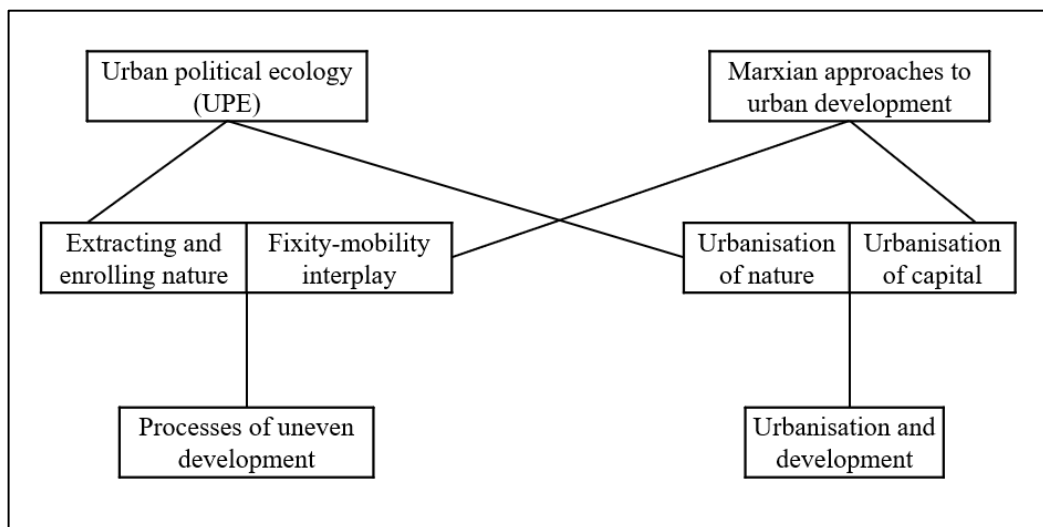 Urban political ecology
(UPE)
Marxian approaches to
urban development
Extracting and
enrolling nature
Fixity-mobility
interplay
Urbanisation
of nature
Urbanisation
of capital
Processes of uneven
development
Urbanisation and
development